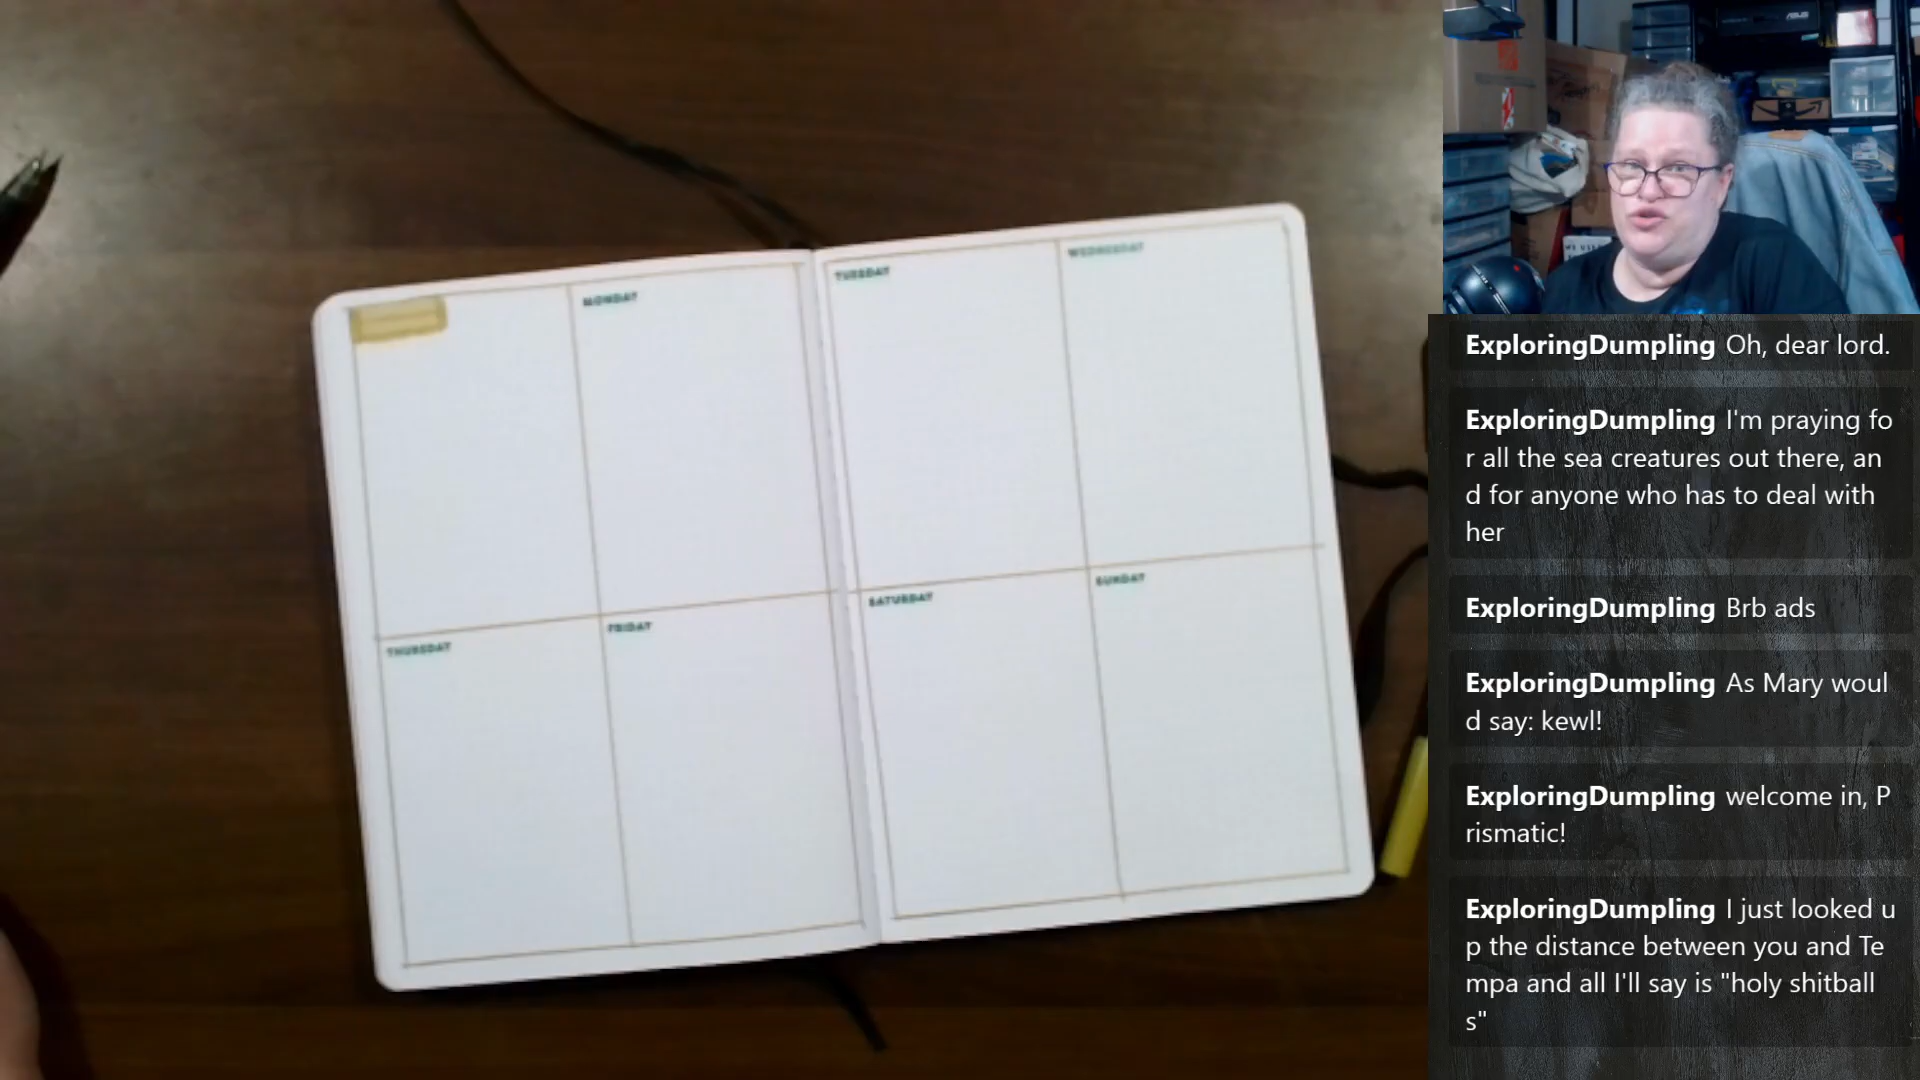 ASUS
MONDAY
TUESDAY
WEDNESDAY
THURSDAY
FRIDAY
SATURDAY
SUNDAY
ExploringDumpling Oh, dear lord.
ExploringDumpling I'm praying fo
r all the sea creatures out there, an
d for anyone who has to deal with
her
ExploringDumpling Brb ads
ExploringDumpling As Mary woul
d say: kewl!
ExploringDumpling welcome in, P
rismatic!
ExploringDumpling I just looked u
p the distance between you and Te
mpa and all I'll say is "holy shitball
s"